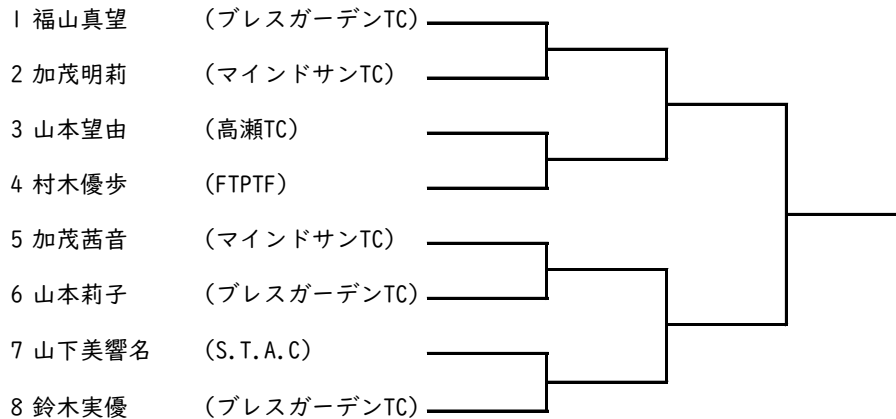 1 福山真望 (ブレスガーデンTC)
2 加茂明莉 (マインドサンTC)
3 山本望由 (高瀬TC)
4 村木優歩 (FTPTF)
5 加茂茜音 (マインドサンTC)
6 山本莉子 (ブレスガーデンTC)
7 山下美響名 (S.T.A.C)
8 鈴木実優 (ブレスガーデンTC)